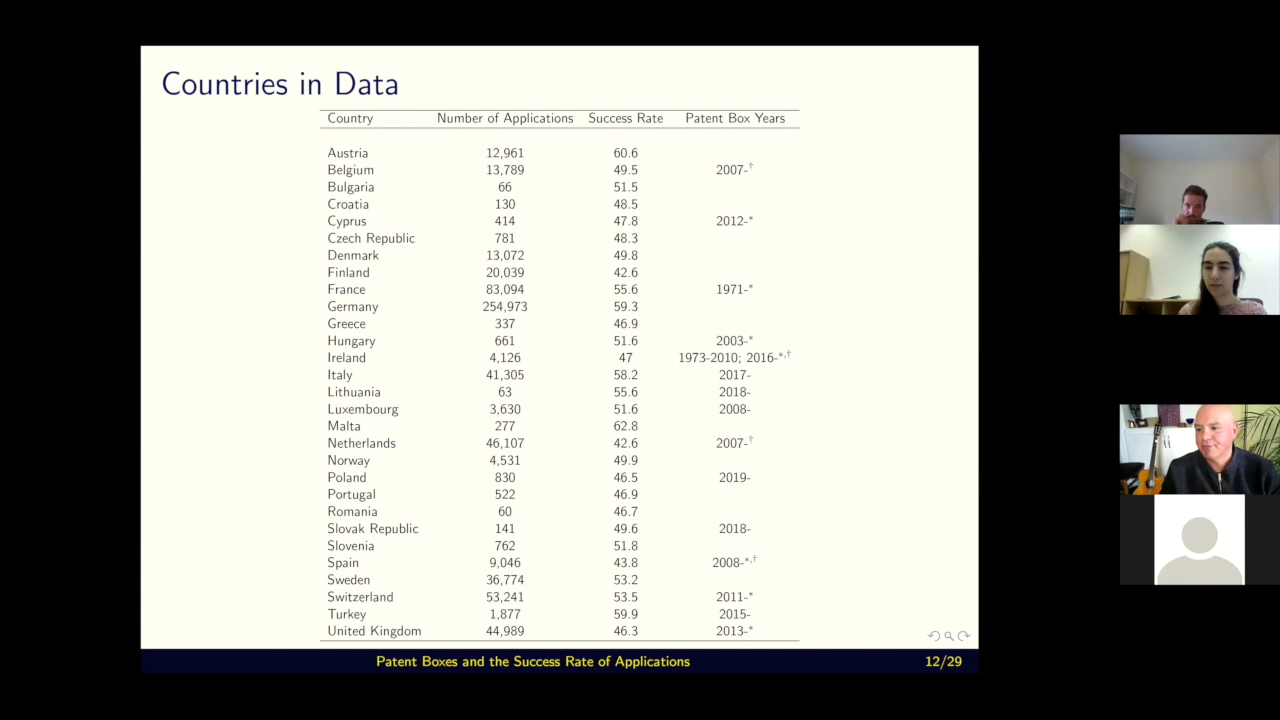 Countries in Data
Country Number of Applications Success Rate Patent Box Years
Austria 12,961 60.6
Belgium 13,789 49.5 2007-†
Bulgaria 66 51.5
Croatia 130 48.5
Cyprus 414 47.8 2012-*
Czech Republic 781 48.3
Denmark 13,072 49.8
Finland 20,039 42.6
France 83,094 55.6 1971-*
Germany 254,973 59.3
Greece 337 46.9
Hungary 661 51.6 2003-*
Ireland 4,126 47 1973-2010; 2016-*,†
Italy 41,305 58.2 2017-
Lithuania 63 55.6 2018-
Luxembourg 3,630 51.6 2008-
Malta 277 62.8
Netherlands 46,107 42.6 2007-†
Norway 4,531 49.9
Poland 830 46.5 2019-
Portugal 522 46.9
Romania 60 46.7
Slovak Republic 141 49.6 2018-
Slovenia 762 51.8
Spain 9,046 43.8 2008-*,†
Sweden 36,774 53.2
Switzerland 53,241 53.5 2011-*
Turkey 1,877 59.9 2015-
United Kingdom 44,989 46.3 2013-*
Patent Boxes and the Success Rate of Applications 12/29